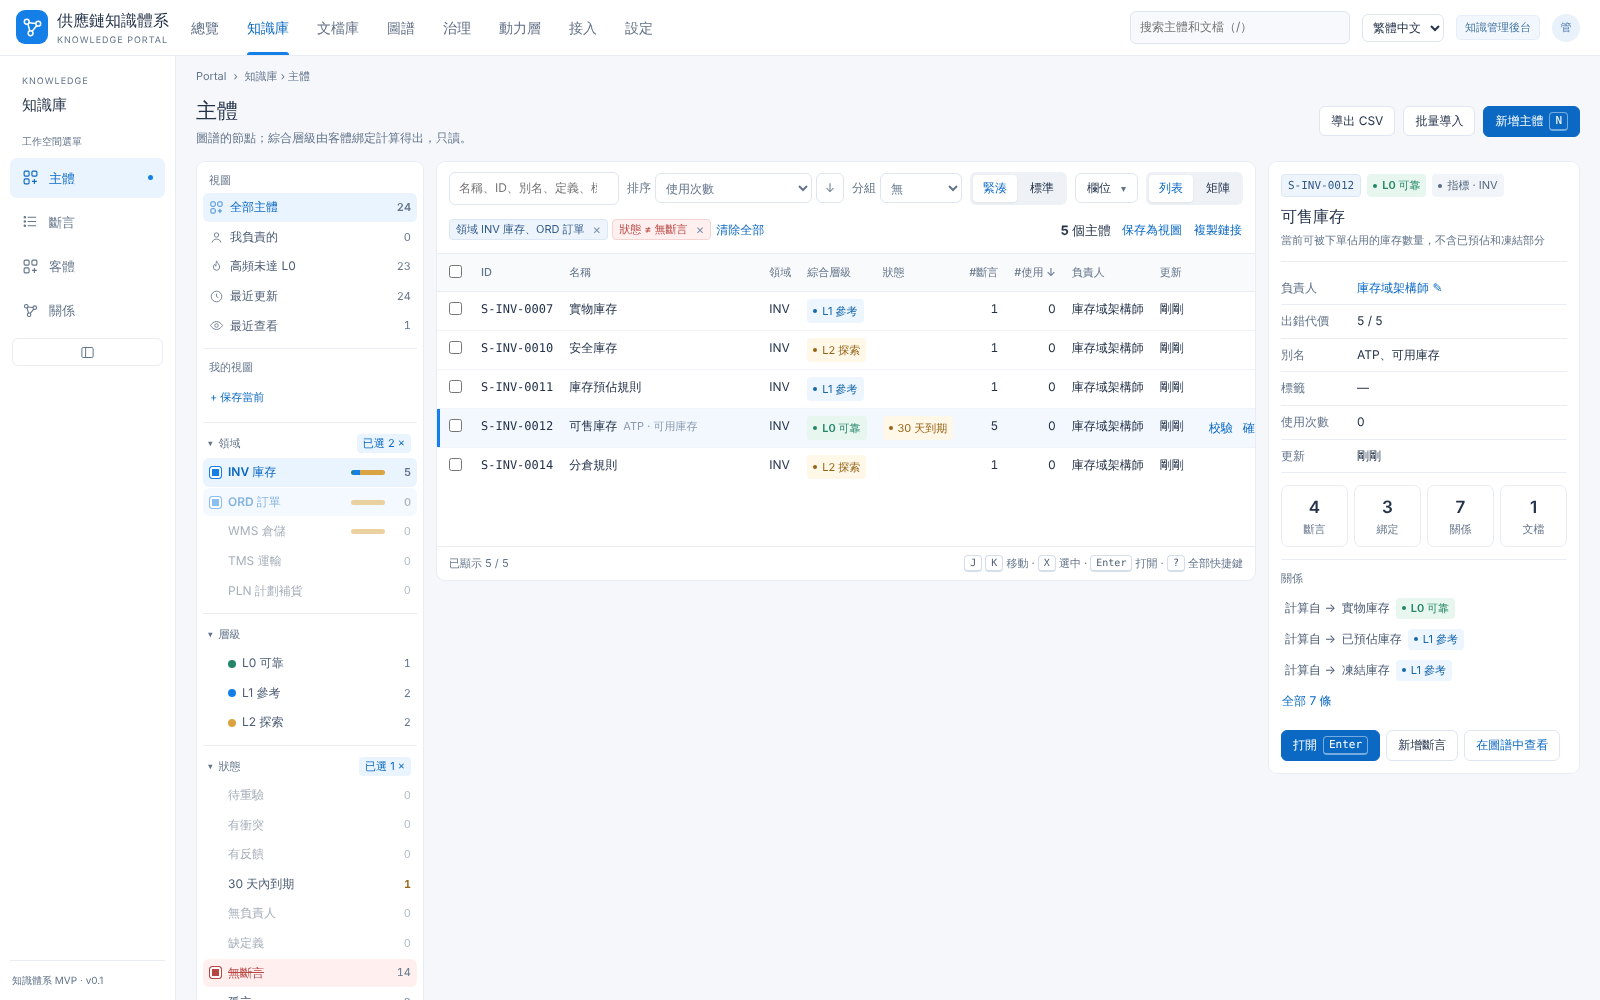 供應鏈知識體系
KNOWLEDGE PORTAL
總覽 知識庫 文檔庫 圖譜 治理 動力層 接入 設定
搜索主體和文檔（/）
繁體中文
知識管理後台
管
KNOWLEDGE
知識庫
工作空間選單
主體
斷言
客體
關係
知識體系 MVP · v0.1
Portal › 知識庫 › 主體
主體
圖譜的節點；綜合層級由客體綁定計算得出，只讀。
導出 CSV
批量導入
新增主體 N
視圖
全部主體 24
我負責的 0
高頻未達 L0 23
最近更新 24
最近查看 1
我的視圖
+ 保存當前
▾ 領域 已選 2 ×
INV 庫存 5
ORD 訂單 0
WMS 倉儲 0
TMS 運輸 0
PLN 計劃補貨 0
▾ 層級
L0 可靠 1
L1 參考 2
L2 探索 2
▾ 狀態 已選 1 ×
待重驗 0
有衝突 0
有反饋 0
30 天內到期 1
無負責人 0
缺定義 0
無斷言 14
名稱、ID、別名、定義、
排序 使用次數 ↓ 分組 無 緊湊 標準 欄位 ▾ 列表 矩陣
領域 INV 庫存、ORD 訂單 × 狀態 ≠ 無斷言 × 清除全部
5 個主體 保存為視圖 複製鏈接
ID 名稱 領域 綜合層級 狀態 #斷言 #使用 ↓ 負責人 更新
S-INV-0007 實物庫存 INV L1 參考 1 0 庫存域架構師 剛剛
S-INV-0010 安全庫存 INV L2 探索 1 0 庫存域架構師 剛剛
S-INV-0011 庫存預佔規則 INV L1 參考 1 0 庫存域架構師 剛剛
S-INV-0012 可售庫存 ATP · 可用庫存 INV L0 可靠 30 天到期 5 0 庫存域架構師 剛剛 校驗 確
S-INV-0014 分倉規則 INV L2 探索 1 0 庫存域架構師 剛剛
已顯示 5 / 5
J K 移動 · X 選中 · Enter 打開 · ? 全部快捷鍵
S-INV-0012 L0 可靠 指標 · INV
可售庫存
當前可被下單佔用的庫存數量，不含已預佔和凍結部分
負責人 庫存域架構師 ✎
出錯代價 5 / 5
別名 ATP、可用庫存
標籤 —
使用次數 0
更新 剛剛
4 3 7 1
斷言 綁定 關係 文檔
關係
計算自 → 實物庫存 L0 可靠
計算自 → 已預佔庫存 L1 參考
計算自 → 凍結庫存 L1 參考
全部 7 條
打開 Enter
新增斷言
在圖譜中查看